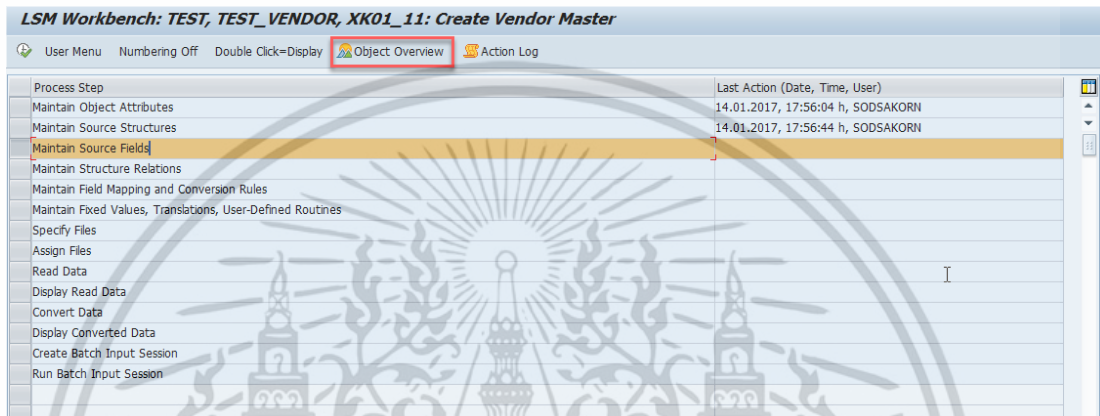 LSM Workbench: TEST, TEST_VENDOR, XK01_11: Create Vendor Master
User Menu Numbering Off Double Click=Display Object Overview Action Log
Process Step Last Action (Date, Time, User)
Maintain Object Attributes 14.01.2017, 17:56:04 h, SODSAKORN
Maintain Source Structures 14.01.2017, 17:56:44 h, SODSAKORN
Maintain Source Fields
Maintain Structure Relations
Maintain Field Mapping and Conversion Rules
Maintain Fixed Values, Translations, User-Defined Routines
Specify Files
Assign Files
Read Data
Display Read Data
Convert Data
Display Converted Data
Create Batch Input Session
Run Batch Input Session